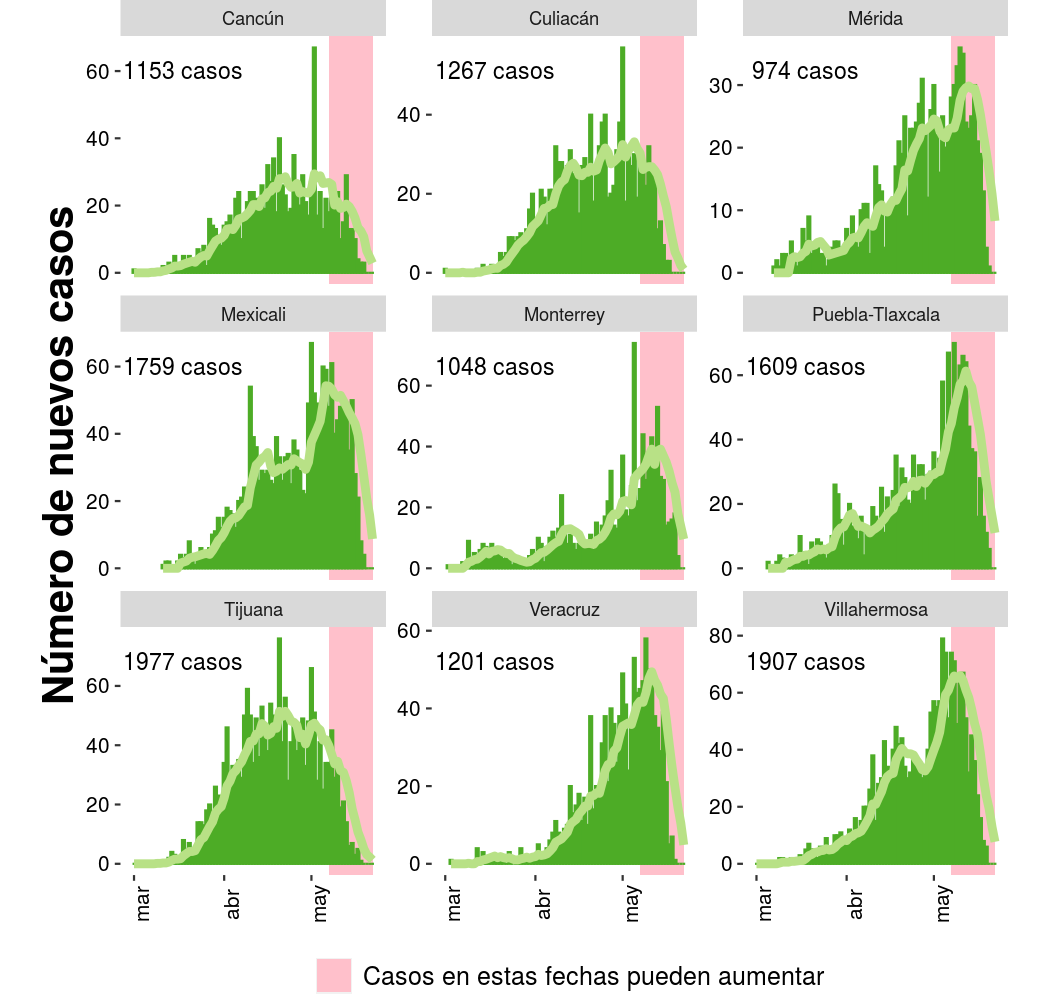 Cancún
Culiacán
Mérida
1153 casos
1267 casos
974 casos
60
40
20
0
40
20
0
30
20
10
0
Mexicali
Monterrey
Puebla-Tlaxcala
1759 casos
1048 casos
1609 casos
60
40
20
0
60
40
20
0
60
40
20
0
Tijuana
Veracruz
Villahermosa
1977 casos
1201 casos
1907 casos
60
40
20
0
60
40
20
0
80
60
40
20
0
mar
abr
may
mar
abr
may
mar
abr
may
Número de nuevos casos
Casos en estas fechas pueden aumentar